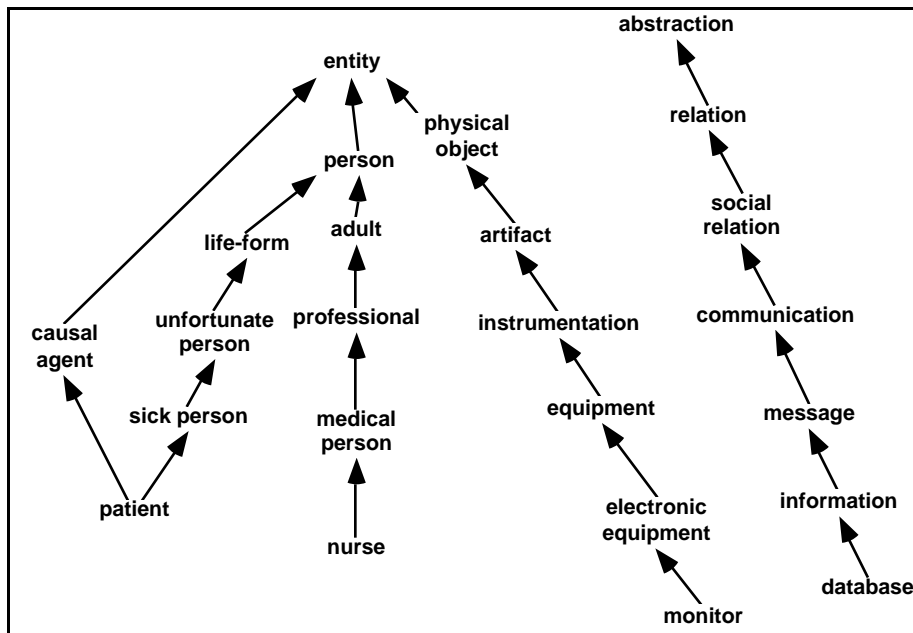 abstraction
entity
relation
physical
object
person
social
relation
adult
life-form
artifact
communication
unfortunate
person
professional
instrumentation
causal
agent
sick person
medical
person
equipment
message
patient
nurse
electronic
equipment
information
database
monitor